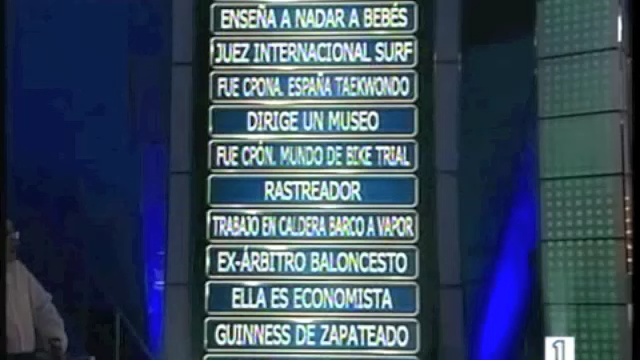 ENSEÑA A NADAR A BEBÉS
JUEZ INTERNACIONAL SURF
FUE CPONA. ESPAÑA TAEKWONDO
DIRIGE UN MUSEO
FUE CPÓN. MUNDO DE BIKE TRIAL
RASTREADOR
TRABAJO EN CALDERA BARCO A VAPOR
EX-ÁRBITRO BALONCESTO
ELLA ES ECONOMISTA
GUINNESS DE ZAPATEADO
1